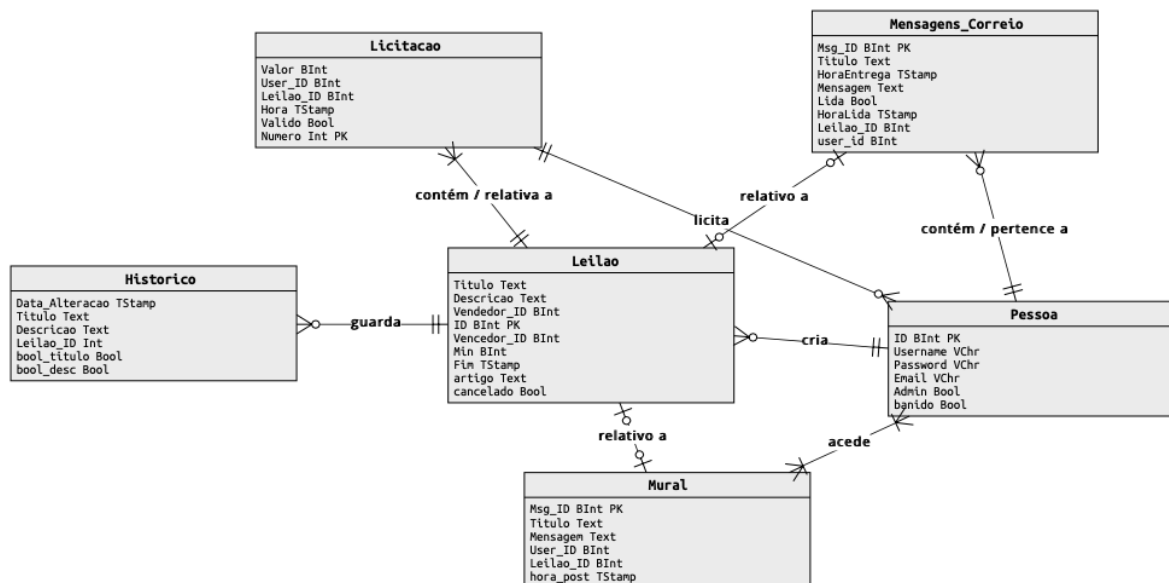 Mensagens_Correio
Msg_ID BInt PK
Titulo Text
HoraEntrega TStamp
Mensagem Text
Lida Bool
HoraLida TStamp
Leilao_ID BInt
user_id BInt
Licitacao
Valor BInt
User_ID BInt
Leilao_ID BInt
Hora TStamp
Valido Bool
Numero Int PK
contém / relativa a
relativo a
licita
contém / pertence a
Historico
Data_Alteracao TStamp
Titulo Text
Descricao Text
Leilao_ID Int
bool_titulo Bool
bool_desc Bool
guarda
Leilao
Titulo Text
Descricao Text
Vendedor_ID BInt
ID BInt PK
Vencedor_ID BInt
Min BInt
Fim TStamp
artigo Text
cancelado Bool
cria
Pessoa
ID BInt PK
Username VChr
Password VChr
Email VChr
Admin Bool
banido Bool
relativo a
acede
Mural
Msg_ID BInt PK
Titulo Text
Mensagem Text
User_ID BInt
Leilao_ID BInt
hora_post TStamp